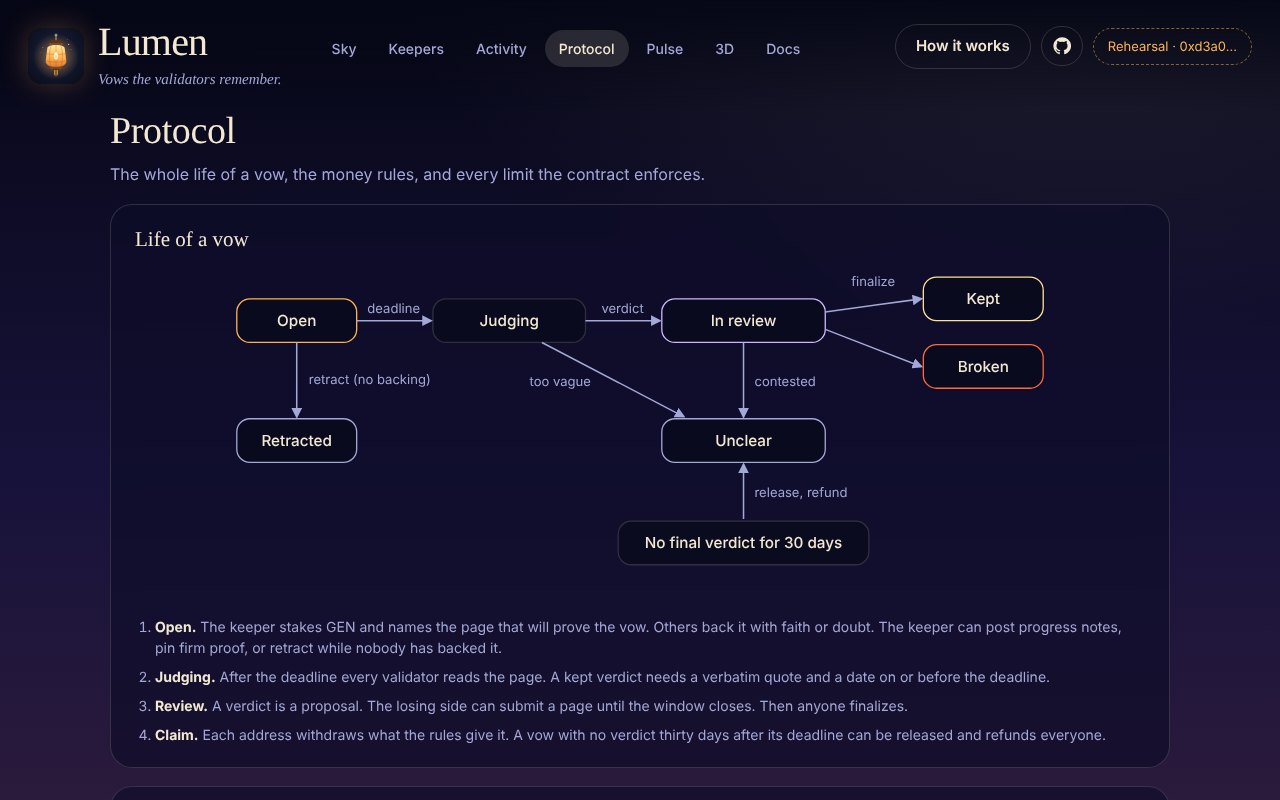 Lumen
Vows the validators remember.
Sky
Keepers
Activity
Protocol
Pulse
3D
Docs
How it works
Rehearsal · 0xd3a0…
Protocol
The whole life of a vow, the money rules, and every limit the contract enforces.
Life of a vow
finalize
Kept
Open
deadline
Judging
verdict
In review
Broken
retract (no backing)
too vague
contested
Retracted
Unclear
release, refund
No final verdict for 30 days
1. Open. The keeper stakes GEN and names the page that will prove the vow. Others back it with faith or doubt. The keeper can post progress notes,
pin firm proof, or retract while nobody has backed it.
2. Judging. After the deadline every validator reads the page. A kept verdict needs a verbatim quote and a date on or before the deadline.
3. Review. A verdict is a proposal. The losing side can submit a page until the window closes. Then anyone finalizes.
4. Claim. Each address withdraws what the rules give it. A vow with no verdict thirty days after its deadline can be released and refunds everyone.